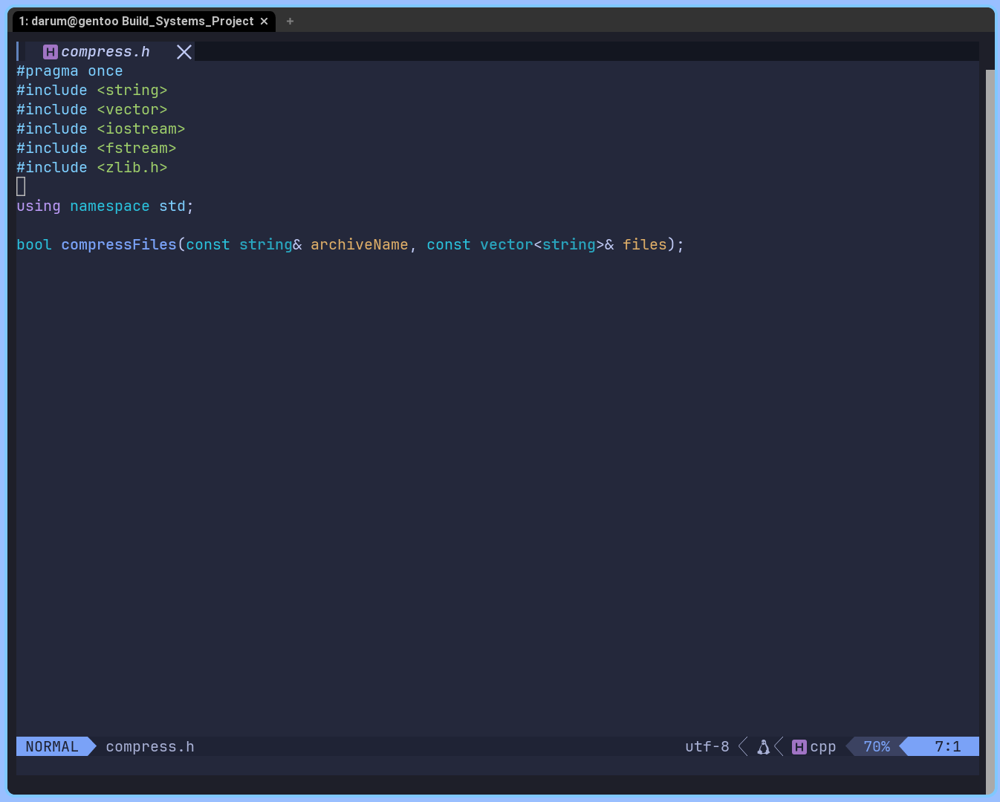 1: darum@gentoo Build_Systems_Project × +
H compress.h
#pragma once
#include <string>
#include <vector>
#include <iostream>
#include <fstream>
#include <zlib.h>
using namespace std;
bool compressFiles(const string& archiveName, const vector<string>& files);
NORMAL compress.h utf-8 H cpp 70% 7:1